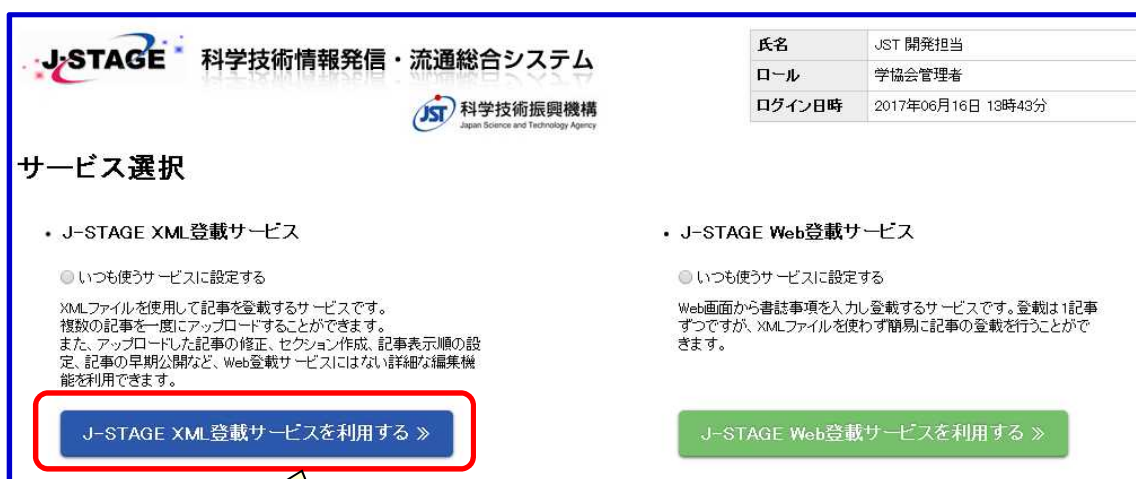 J-STAGE 科学技術情報発信・流通総合システム
JST 科学技術振興機構
Japan Science and Technology Agency
氏名 JST 開発担当
ロール 学協会管理者
ログイン日時 2017年06月16日 13時43分
サービス選択
・ J-STAGE XML登載サービス
いつも使うサービスに設定する
XMLファイルを使用して記事を登載するサービスです。
複数の記事を一度にアップロードすることができます。
また、アップロードした記事の修正、セクション作成、記事表示順の設
定、記事の早期公開など、Web登載サービスにはない詳細な編集機
能を利用できます。
J-STAGE XML登載サービスを利用する »
・ J-STAGE Web登載サービス
いつも使うサービスに設定する
Web画面から書誌事項を入力し登載するサービスです。登載は1記事
ずつですが、XMLファイルを使わず簡易に記事の登載を行うことがで
きます。
J-STAGE Web登載サービスを利用する »